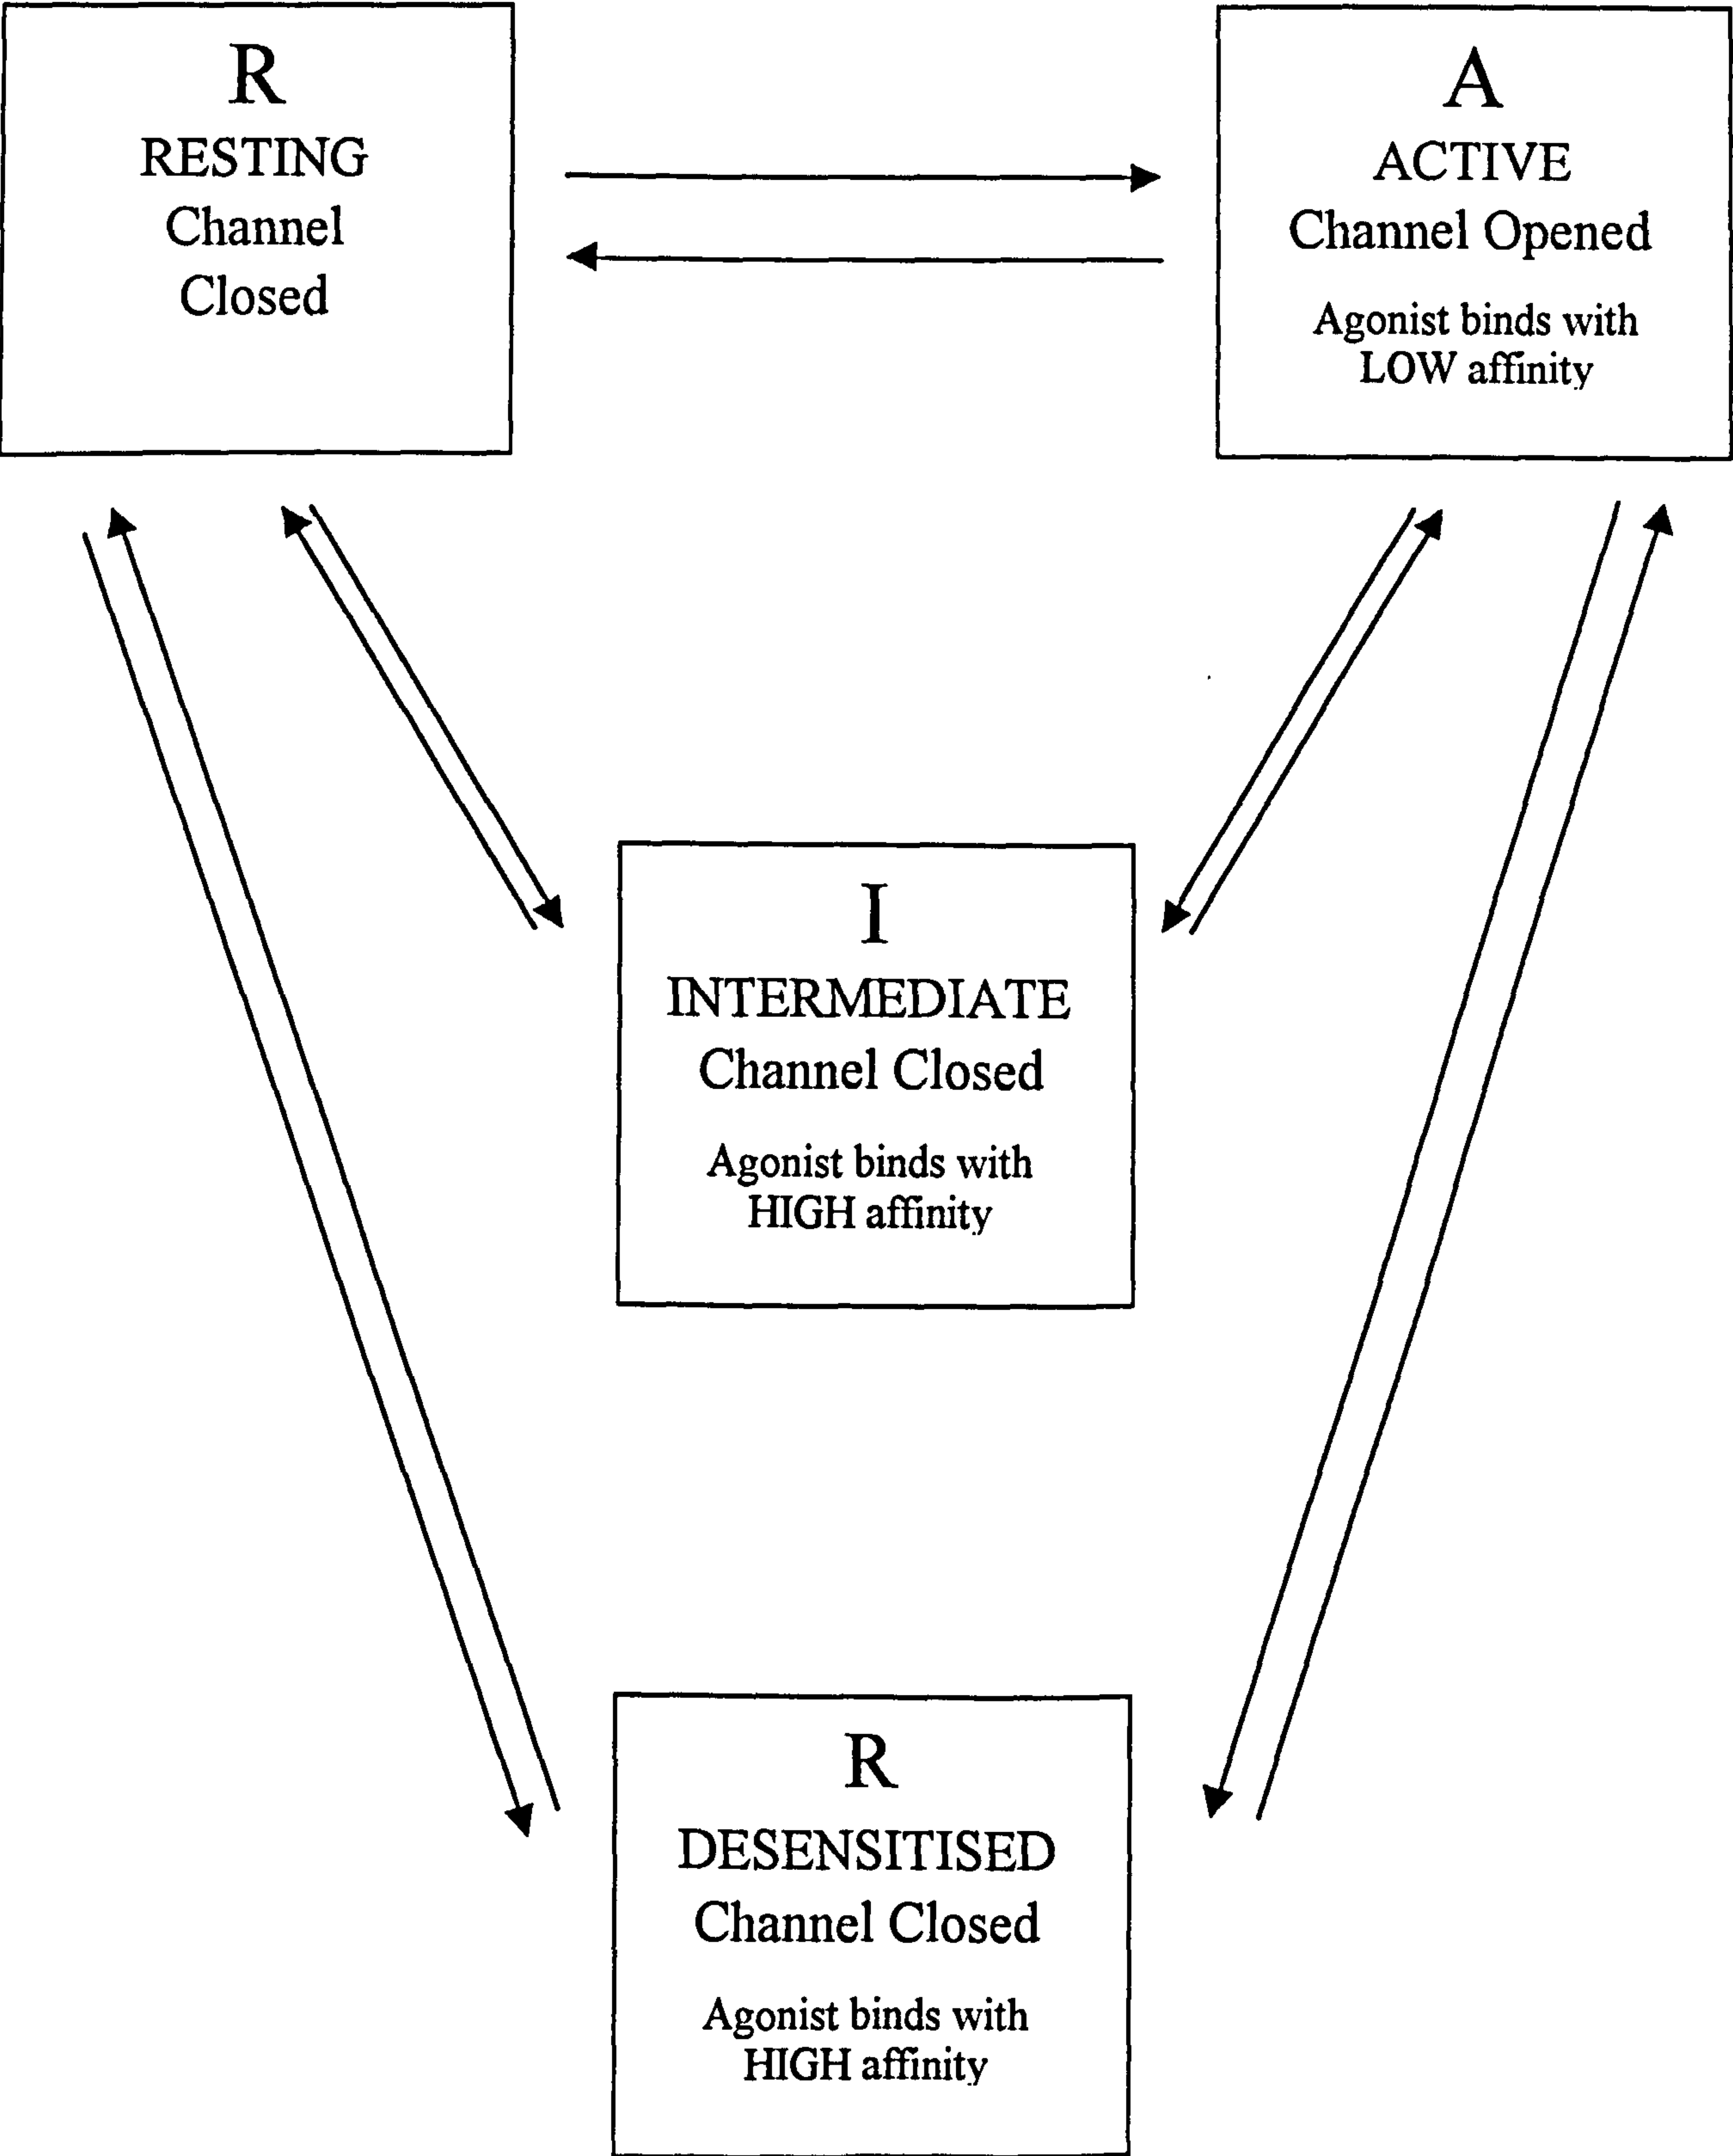 R
RESTING
Channel
Closed
A
ACTIVE
Channel Opened
Agonist binds with
LOW affinity
I
INTERMEDIATE
Channel Closed
Agonist binds with
HIGH affinity
R
DESENSITISED
Channel Closed
Agonist binds with
HIGH affinity